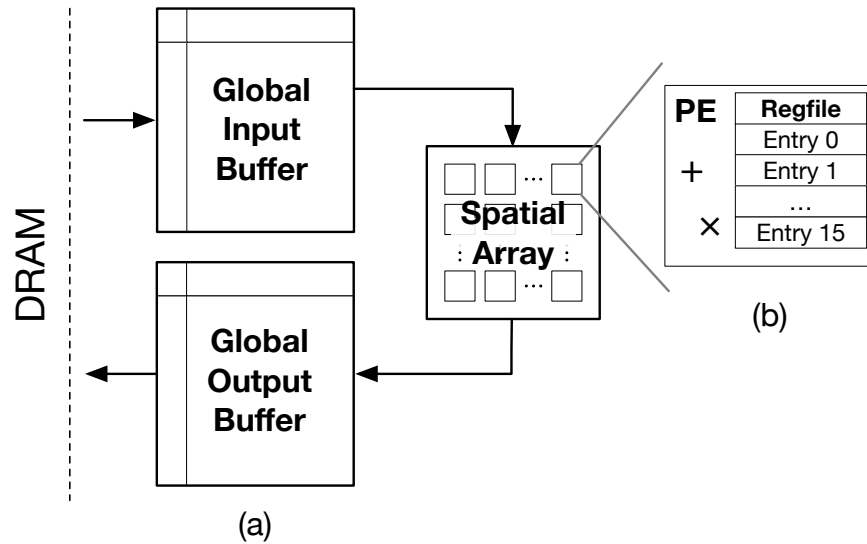 DRAM
Global
Input
Buffer
Global
Output
Buffer
(a)
...
Spatial
Array
: : :
...
PE
+
×
Regfile
Entry 0
Entry 1
...
Entry 15
(b)